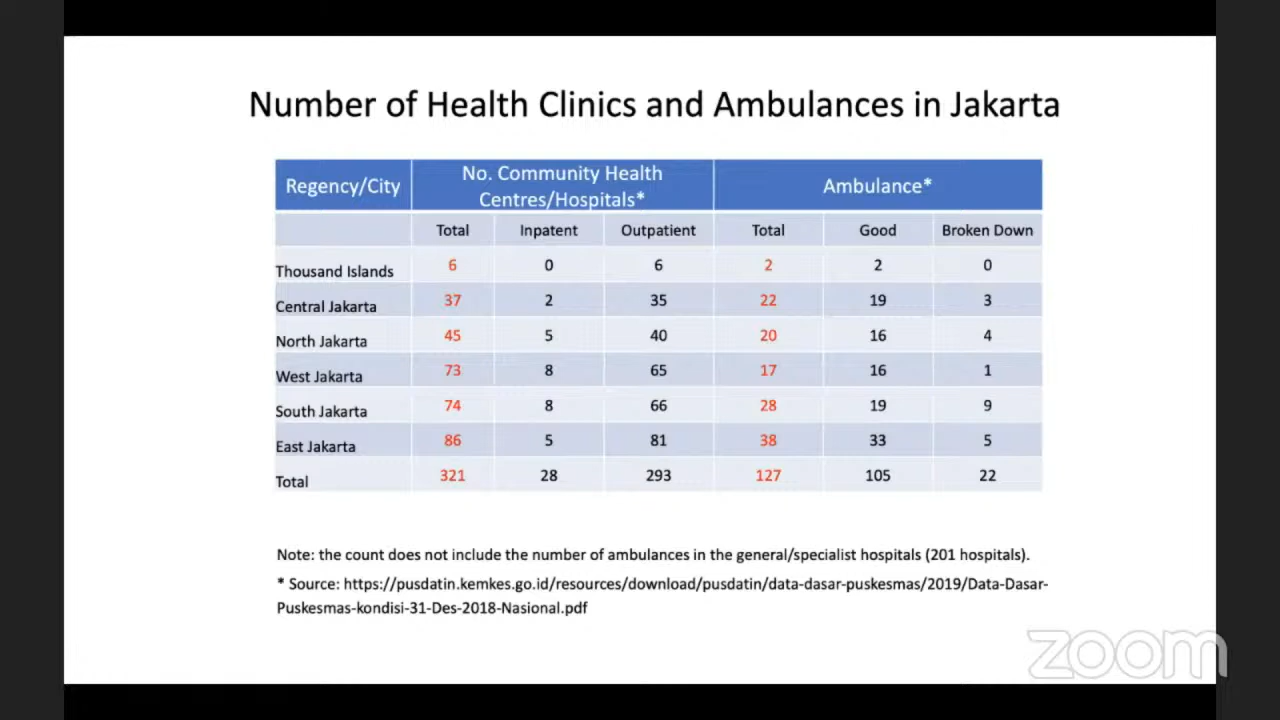 Number of Health Clinics and Ambulances in Jakarta
Regency/City No. Community Health Centres/Hospitals* Ambulance*
Total Inpatent Outpatient Total Good Broken Down
Thousand Islands 6 0 6 2 2 0
Central Jakarta 37 2 35 22 19 3
North Jakarta 45 5 40 20 16 4
West Jakarta 73 8 65 17 16 1
South Jakarta 74 8 66 28 19 9
East Jakarta 86 5 81 38 33 5
Total 321 28 293 127 105 22
Note: the count does not include the number of ambulances in the general/specialist hospitals (201 hospitals).
* Source: https://pusdatin.kemkes.go.id/resources/download/pusdatin/data-dasar-puskesmas/2019/Data-Dasar-
Puskesmas-kondisi-31-Des-2018-Nasional.pdf
zoom